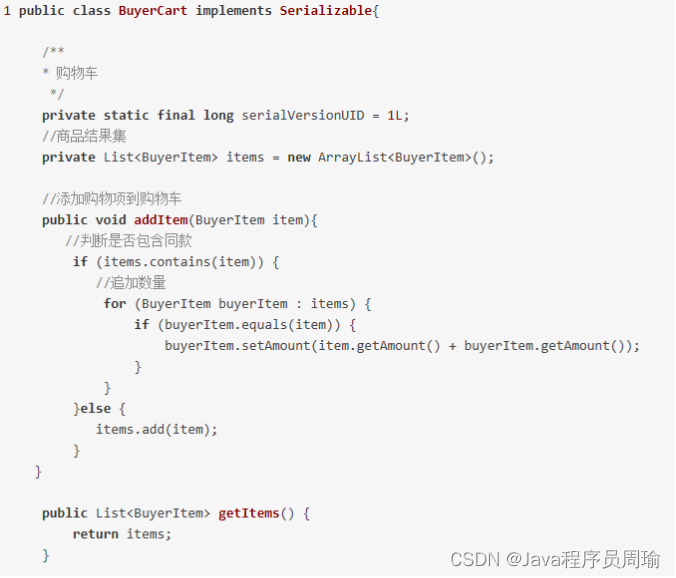 1 public class BuyerCart implements Serializable{
/**
* 购物车
*/
private static final long serialVersionUID = 1L;
//商品结果集
private List<BuyerItem> items = new ArrayList<BuyerItem>();
//添加购物项到购物车
public void addItem(BuyerItem item){
//判断是否包含同款
if (items.contains(item)) {
//追加数量
for (BuyerItem buyerItem : items) {
if (buyerItem.equals(item)) {
buyerItem.setAmount(item.getAmount() + buyerItem.getAmount());
}
}
}else {
items.add(item);
}
}
public List<BuyerItem> getItems() {
return items;
}
CSDN @Java程序员周瑜